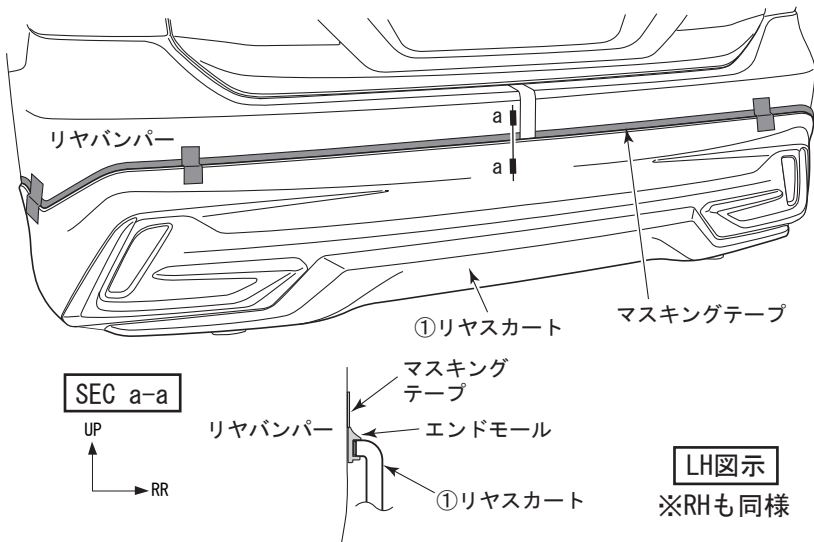 a
リヤバンパー
a
①リヤスカート
マスキングテープ
SEC a-a
マスキング
テープ
UP
リヤバンパー
エンドモール
RR
①リヤスカート
LH図示
※RHも同様